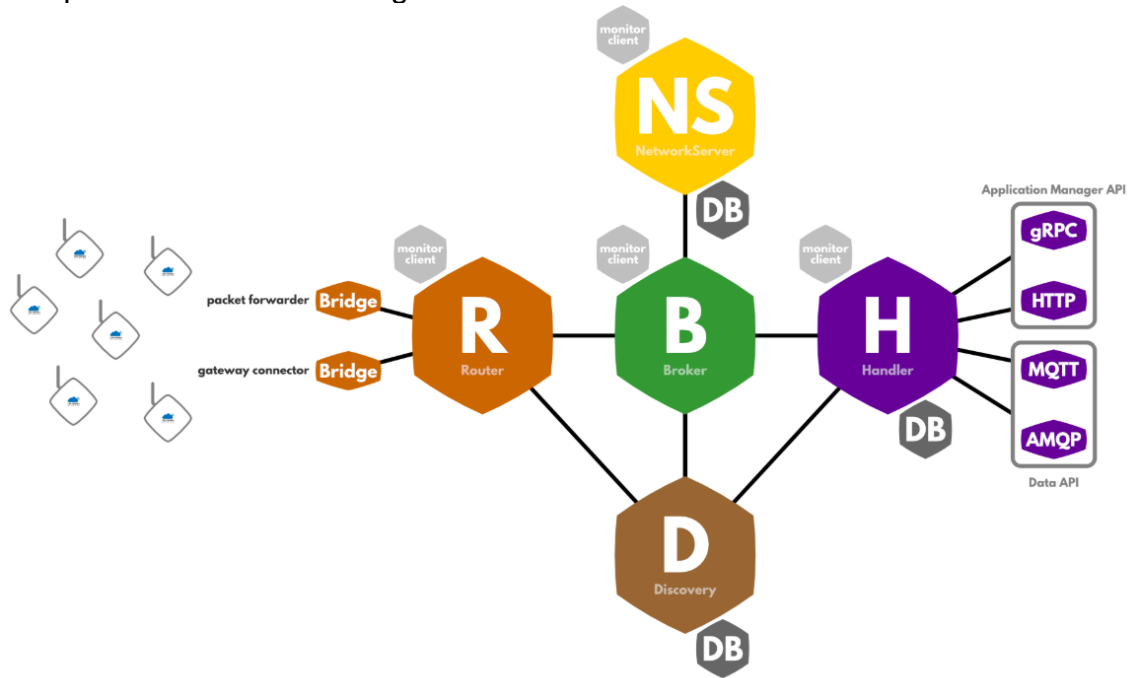 monitor
client
NS
NetworkServer
DB
Application Manager API
gRPC
HTTP
monitor
client
monitor
client
monitor
client
packet forwarder
Bridge
gateway connector
Bridge
R
Router
B
Broker
H
Handler
MQTT
AMQP
Data API
DB
D
Discovery
DB